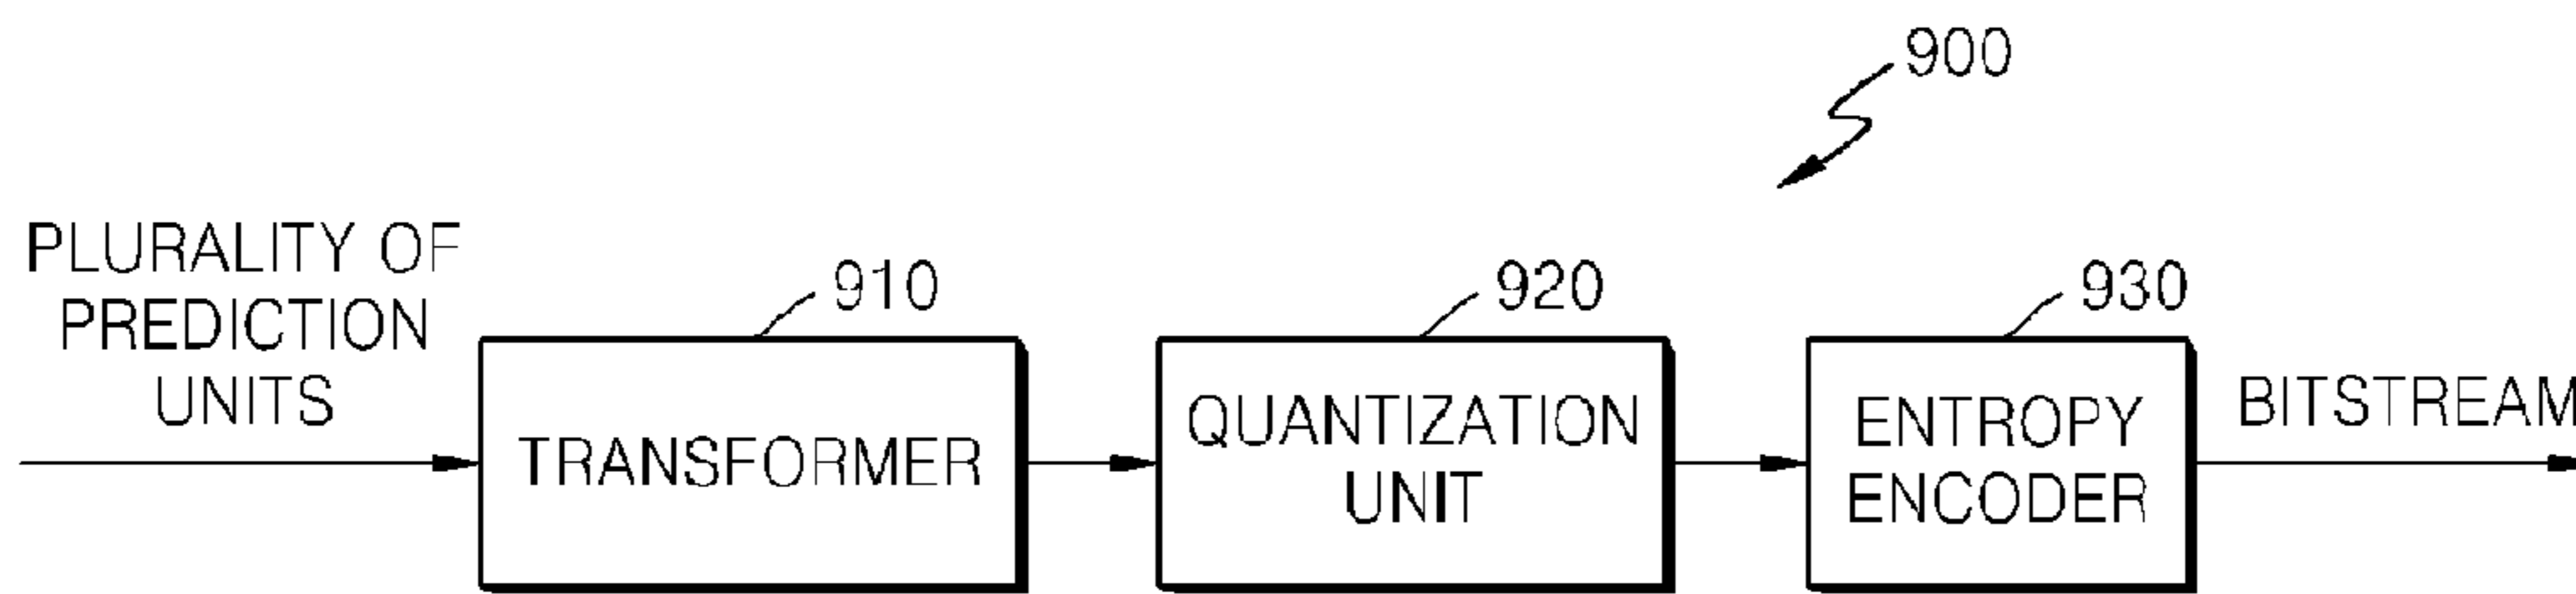 900
PLURALITY OF
PREDICTION
UNITS
910
920
930
TRANSFORMER
QUANTIZATION
UNIT
ENTROPY
ENCODER
BITSTREAM